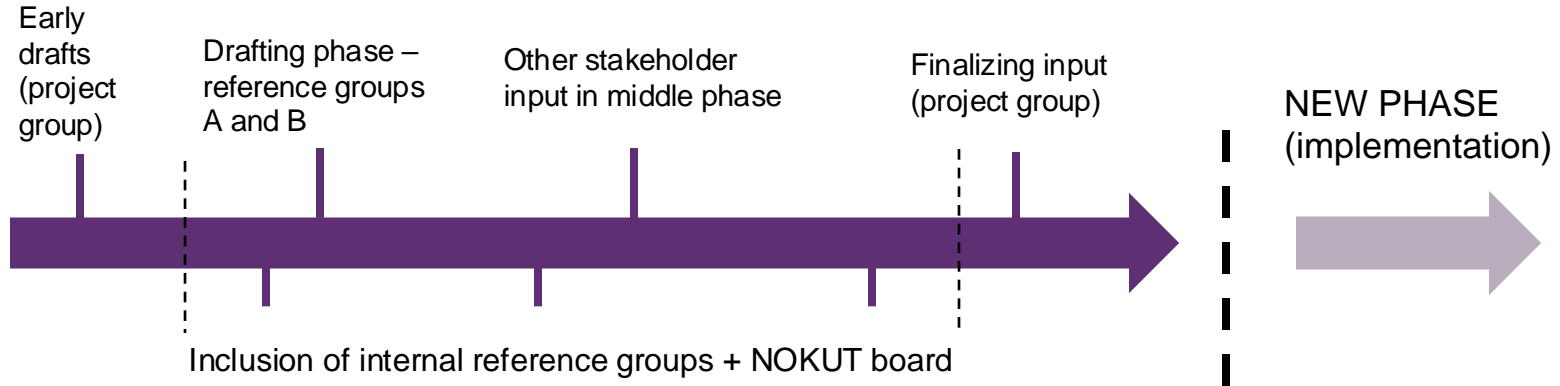 Early
drafts
(project
group)
Drafting phase –
reference groups
A and B
Other stakeholder
input in middle phase
Finalizing input
(project group)
NEW PHASE
(implementation)
Inclusion of internal reference groups + NOKUT board